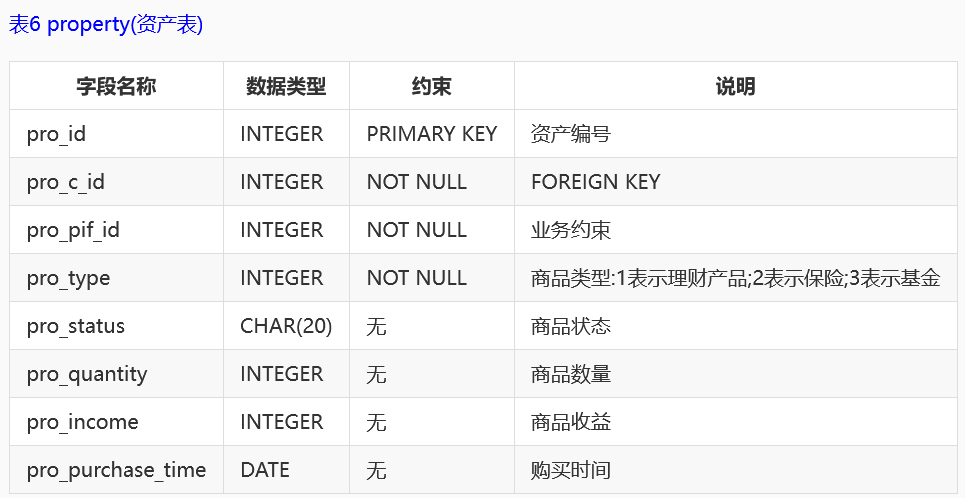 表6 property(资产表)
字段名称 数据类型 约束 说明
pro_id INTEGER PRIMARY KEY 资产编号
pro_c_id INTEGER NOT NULL FOREIGN KEY
pro_pif_id INTEGER NOT NULL 业务约束
pro_type INTEGER NOT NULL 商品类型:1表示理财产品;2表示保险;3表示基金
pro_status CHAR(20) 无 商品状态
pro_quantity INTEGER 无 商品数量
pro_income INTEGER 无 商品收益
pro_purchase_time DATE 无 购买时间